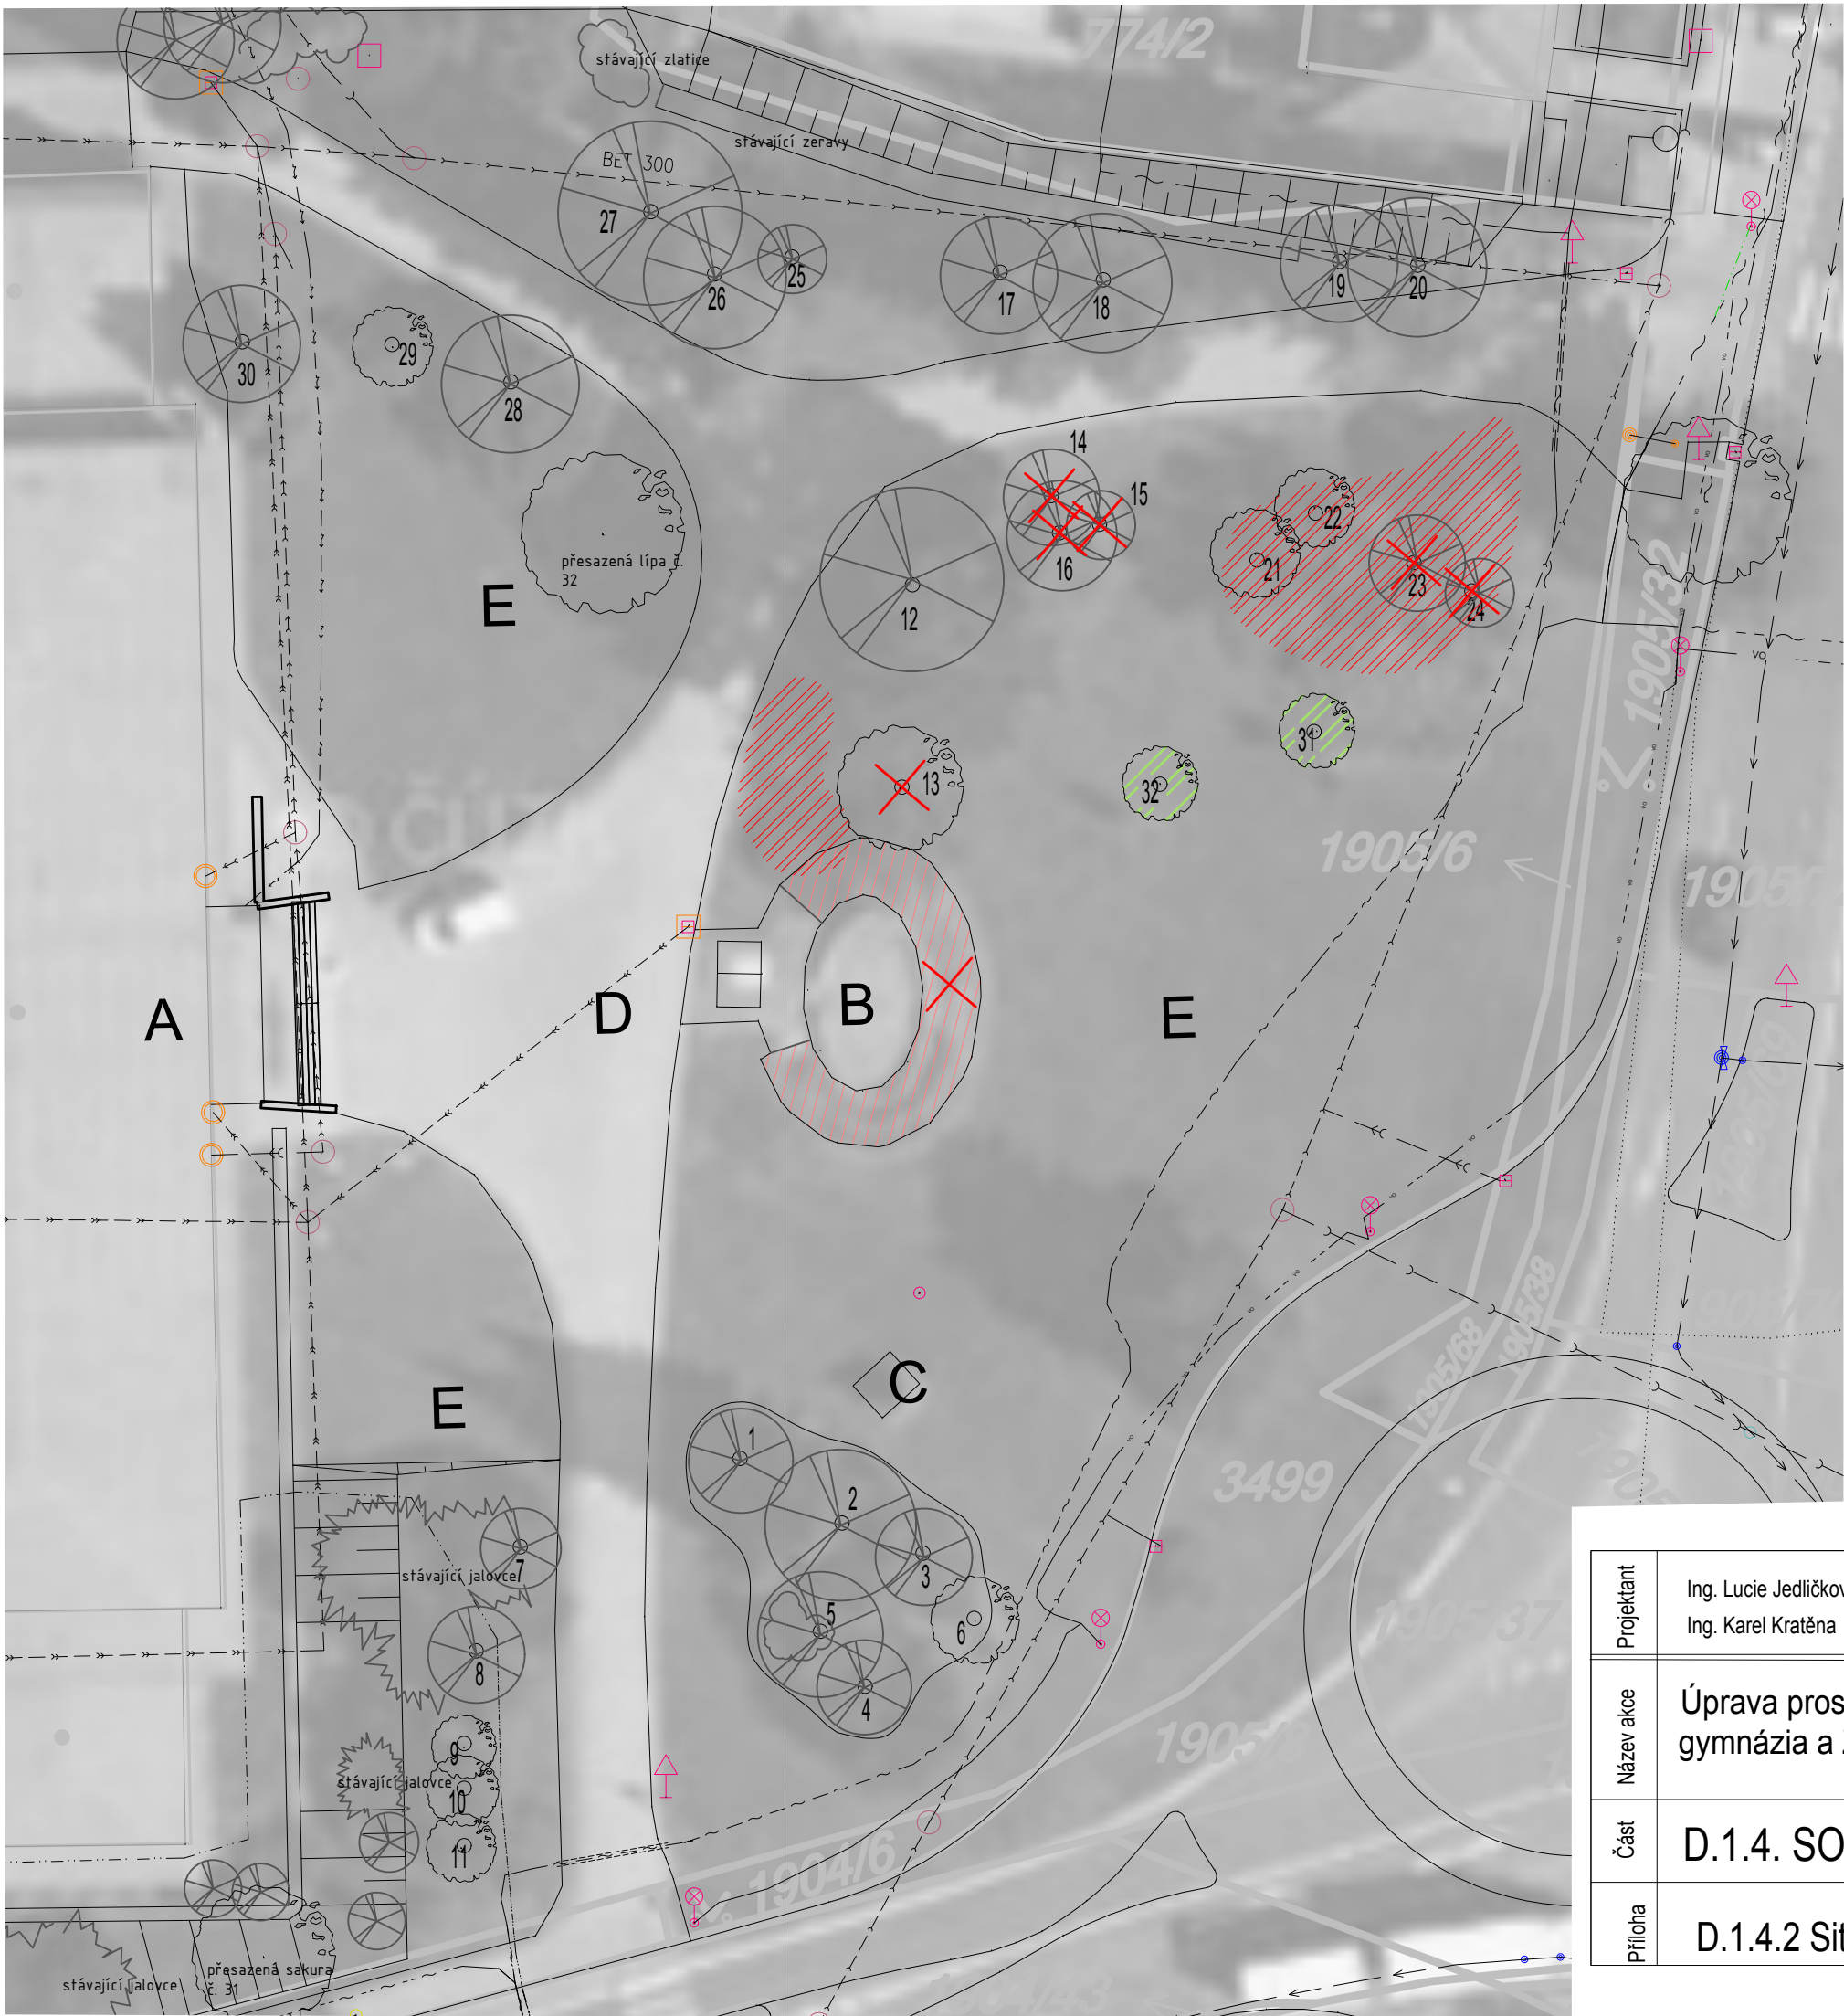 774/2
stávající zlatice
stávající zeravy
BET 300
27
26
25
17
18
19
20
30
29
28
14
15
16
12
22
21
23
24
přesazená lípa č.
32
E
1905/32
VO
31
32
13
1905/6
A
D
B
E
C
E
1905/38
1905/68
3499
1
2
3
5
6
4
7
stávající jalovce
8
9
stávající jalovce
10
11
1904/6
přesazená sakura
č. 31
stávající jalovce
Projektant
Ing. Lucie Jedličkov
Ing. Karel Kratěna
Název akce
Úprava pros
gymnázia a
Část
D.1.4. SO
Příloha
D.1.4.2 Sit